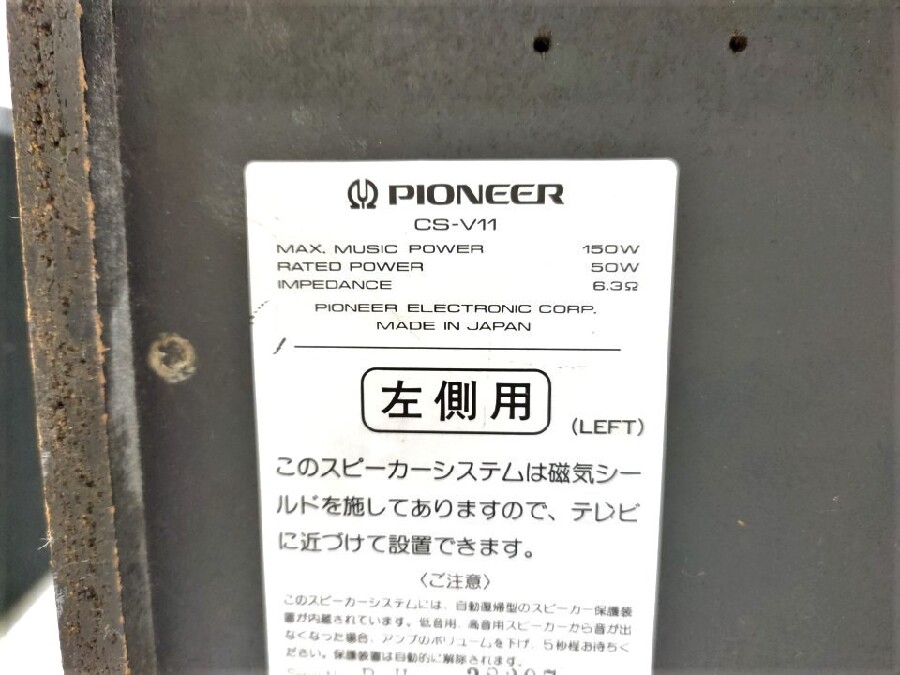 PIONEER
CS-V11
MAX. MUSIC POWER 150W
RATED POWER 50W
IMPEDANCE 6.3Ω
PIONEER ELECTRONIC CORP.
MADE IN JAPAN
左側用
(LEFT)
このスピーカーシステムは磁気シー
ルドを施してありますので、テレビ
に近づけて設置できます。
〈ご注意〉
このスピーカーシステムには、自動復帰型のスピーカー保護装
置が内蔵されています。低音用、高音用スピーカーから音が出
なくなった場合、アンプのボリュームを下げ、5秒程お待ちく
ださい。保護装置は自動的に解除されます。